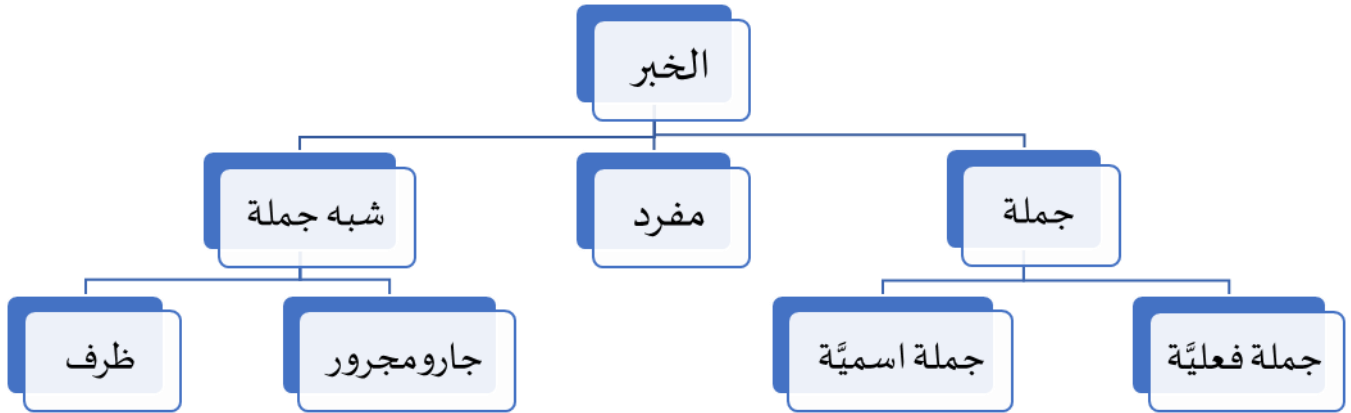 الخبر
جملة
مفرد
شبه جملة
جملة فعليَّة
جملة اسميَّة
جارومجرور
ظرف